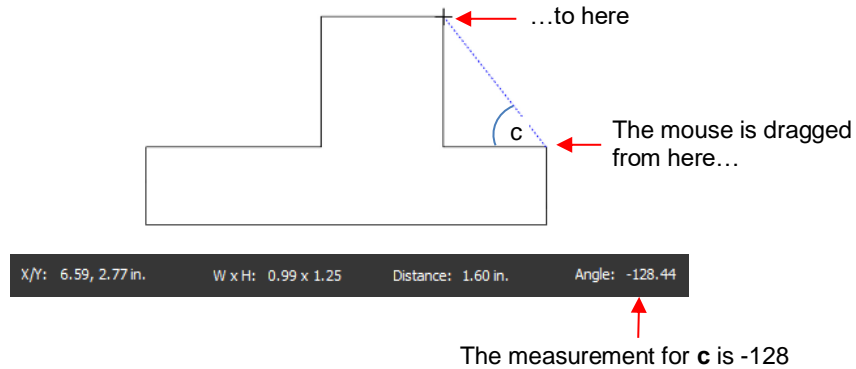 …to here
c
The mouse is dragged
from here…
X/Y: 6.59, 2.77 in. W x H: 0.99 x 1.25 Distance: 1.60 in. Angle: -128.44
The measurement for c is -128